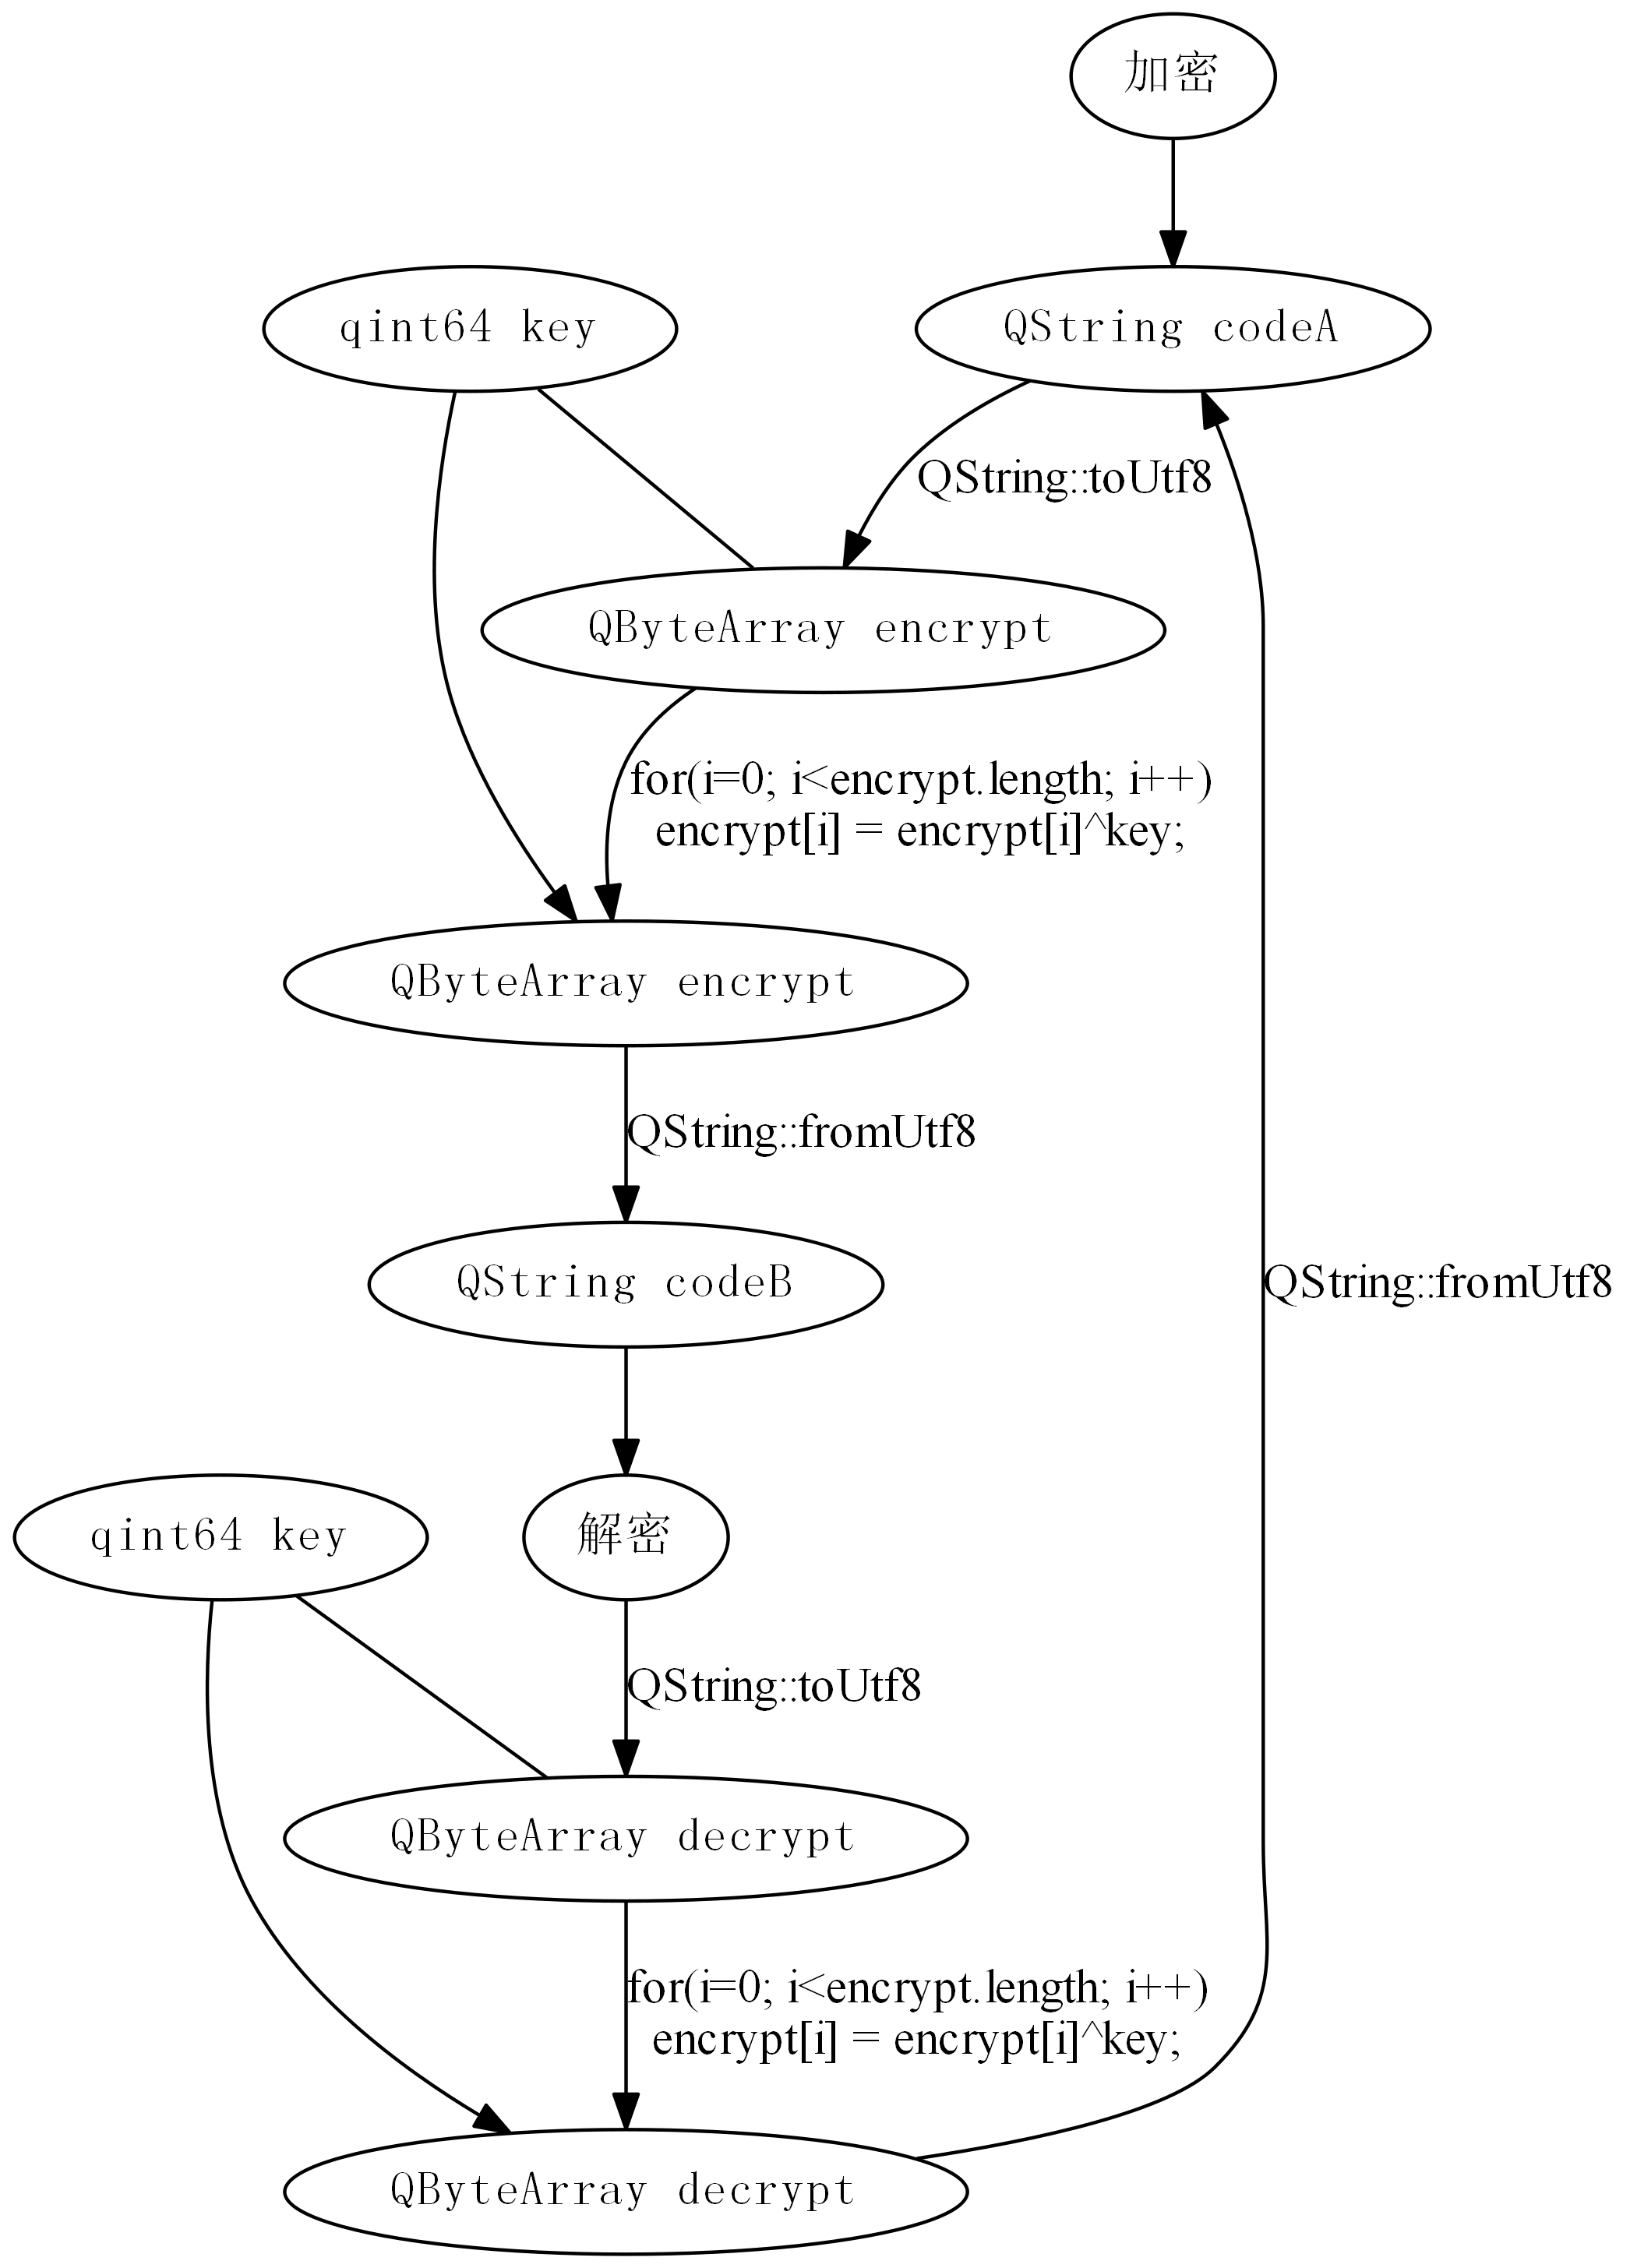 加密
qint64 key
QString codeA
QString::toUtf8
QByteArray encrypt
for(i=0; i<encrypt.length; i++)
encrypt[i] = encrypt[i]^key;
QByteArray encrypt
QString::fromUtf8
QString codeB
QString::fromUtf8
qint64 key
解密
QString::toUtf8
QByteArray decrypt
for(i=0; i<encrypt.length; i++)
encrypt[i] = encrypt[i]^key;
QByteArray decrypt